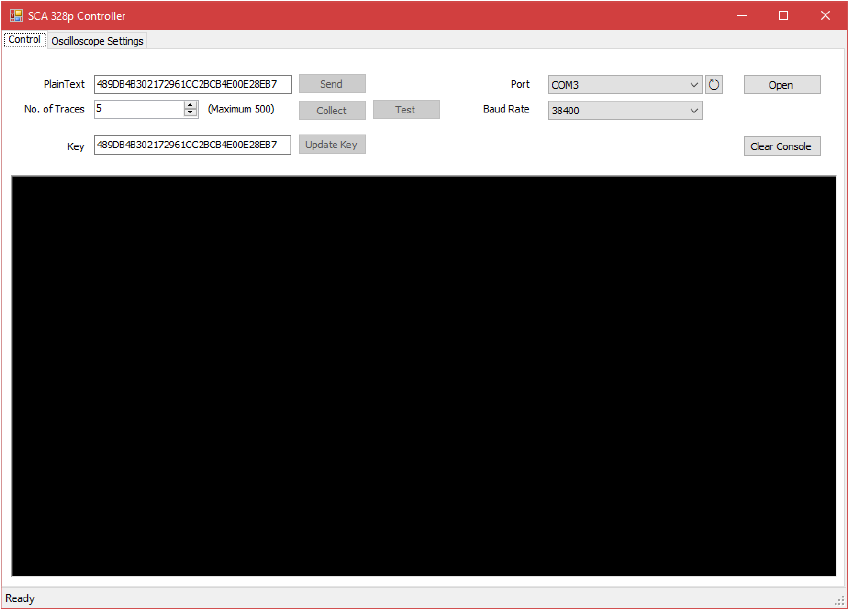 SCA 328p Controller
Control Oscilloscope Settings
PlainText 489DB4B302172961CC2BCB4E00E28EB7 Send Port COM3 Open
No. of Traces 5 (Maximum 500) Collect Test Baud Rate 38400
Key 489DB4B302172961CC2BCB4E00E28EB7 Update Key Clear Console
Ready